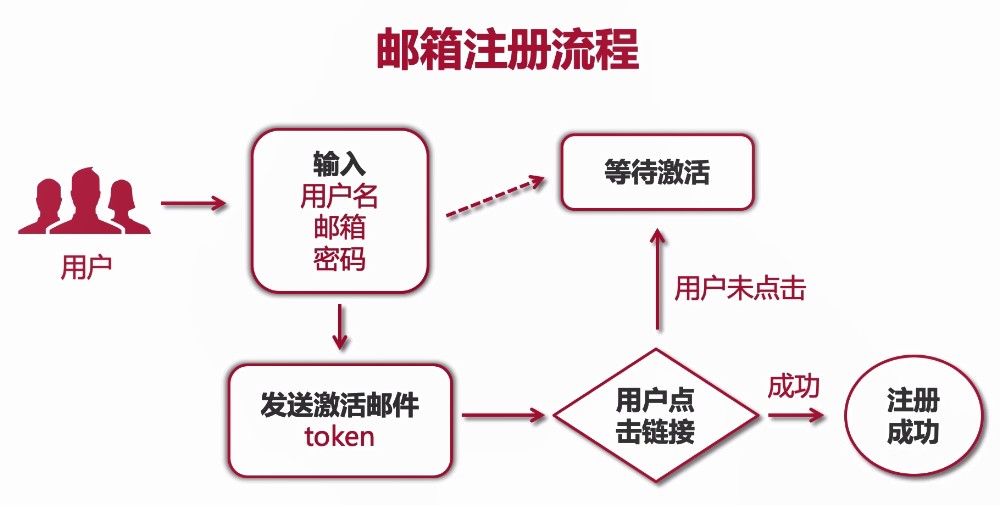 邮箱注册流程
输入
用户名
邮箱
密码
等待激活
用户
用户未点击
发送激活邮件
token
用户点
击链接
成功
注册
成功